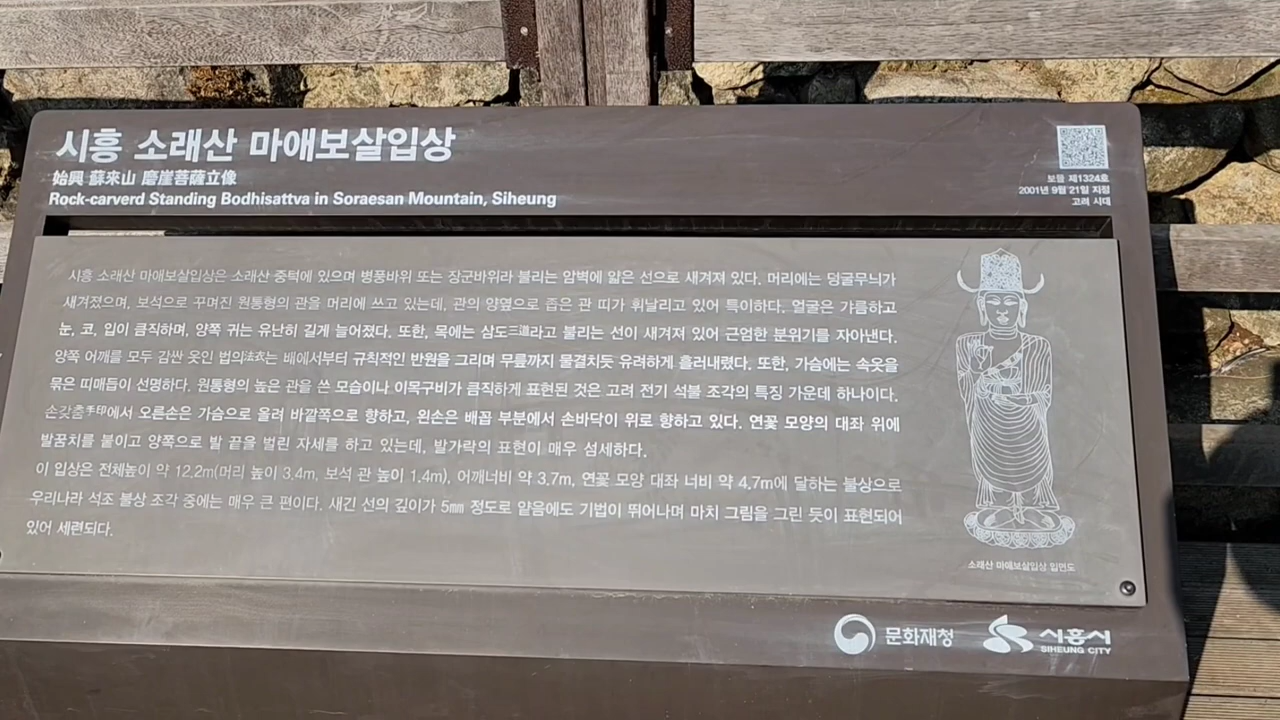 시흥 소래산 마애보살입상
始興 蘇來山 磨崖菩薩立像
Rock-carverd Standing Bodhisattva in Soraesan Mountain, Siheung
보물 제1324호
2001년 9월 21일 지정
고려 시대
시흥 소래산 마애보살입상은 소래산 중턱에 있으며 병풍바위 또는 장군바위라 불리는 암벽에 얇은 선으로 새겨져 있다. 머리에는 덩굴무늬가
새겨졌으며, 보석으로 꾸며진 원통형의 관을 머리에 쓰고 있는데, 관의 양옆으로 좁은 관 띠가 휘날리고 있어 특이하다. 얼굴은 갸름하고
눈, 코, 입이 큼직하며, 양쪽 귀는 유난히 길게 늘어졌다. 또한, 목에는 삼도三道라고 불리는 선이 새겨져 있어 근엄한 분위기를 자아낸다.
양쪽 어깨를 모두 감싼 옷인 법의法衣는 배에서부터 규칙적인 반원을 그리며 무릎까지 물결치듯 유려하게 흘러내렸다. 또한, 가슴에는 속옷을
묶은 띠매듭이 선명하다. 원통형의 높은 관을 쓴 모습이나 이목구비가 큼직하게 표현된 것은 고려 전기 석불 조각의 특징 가운데 하나이다.
손갖춤手印에서 오른손은 가슴으로 올려 바깥쪽으로 향하고, 왼손은 배꼽 부분에서 손바닥이 위로 향하고 있다. 연꽃 모양의 대좌 위에
발꿈치를 붙이고 양쪽으로 발 끝을 벌린 자세를 하고 있는데, 발가락의 표현이 매우 섬세하다.
이 입상은 전체높이 약 12.2m(머리 높이 3.4m, 보석 관 높이 1.4m), 어깨너비 약 3.7m, 연꽃 모양 대좌 너비 약 4.7m에 달하는 불상으로
우리나라 석조 불상 조각 중에는 매우 큰 편이다. 새긴 선의 깊이가 5㎜ 정도로 얕음에도 기법이 뛰어나며 마치 그림을 그린 듯이 표현되어
있어 세련되다.
소래산 마애보살입상 입면도
문화재청
시흥시
SIHEUNG CITY